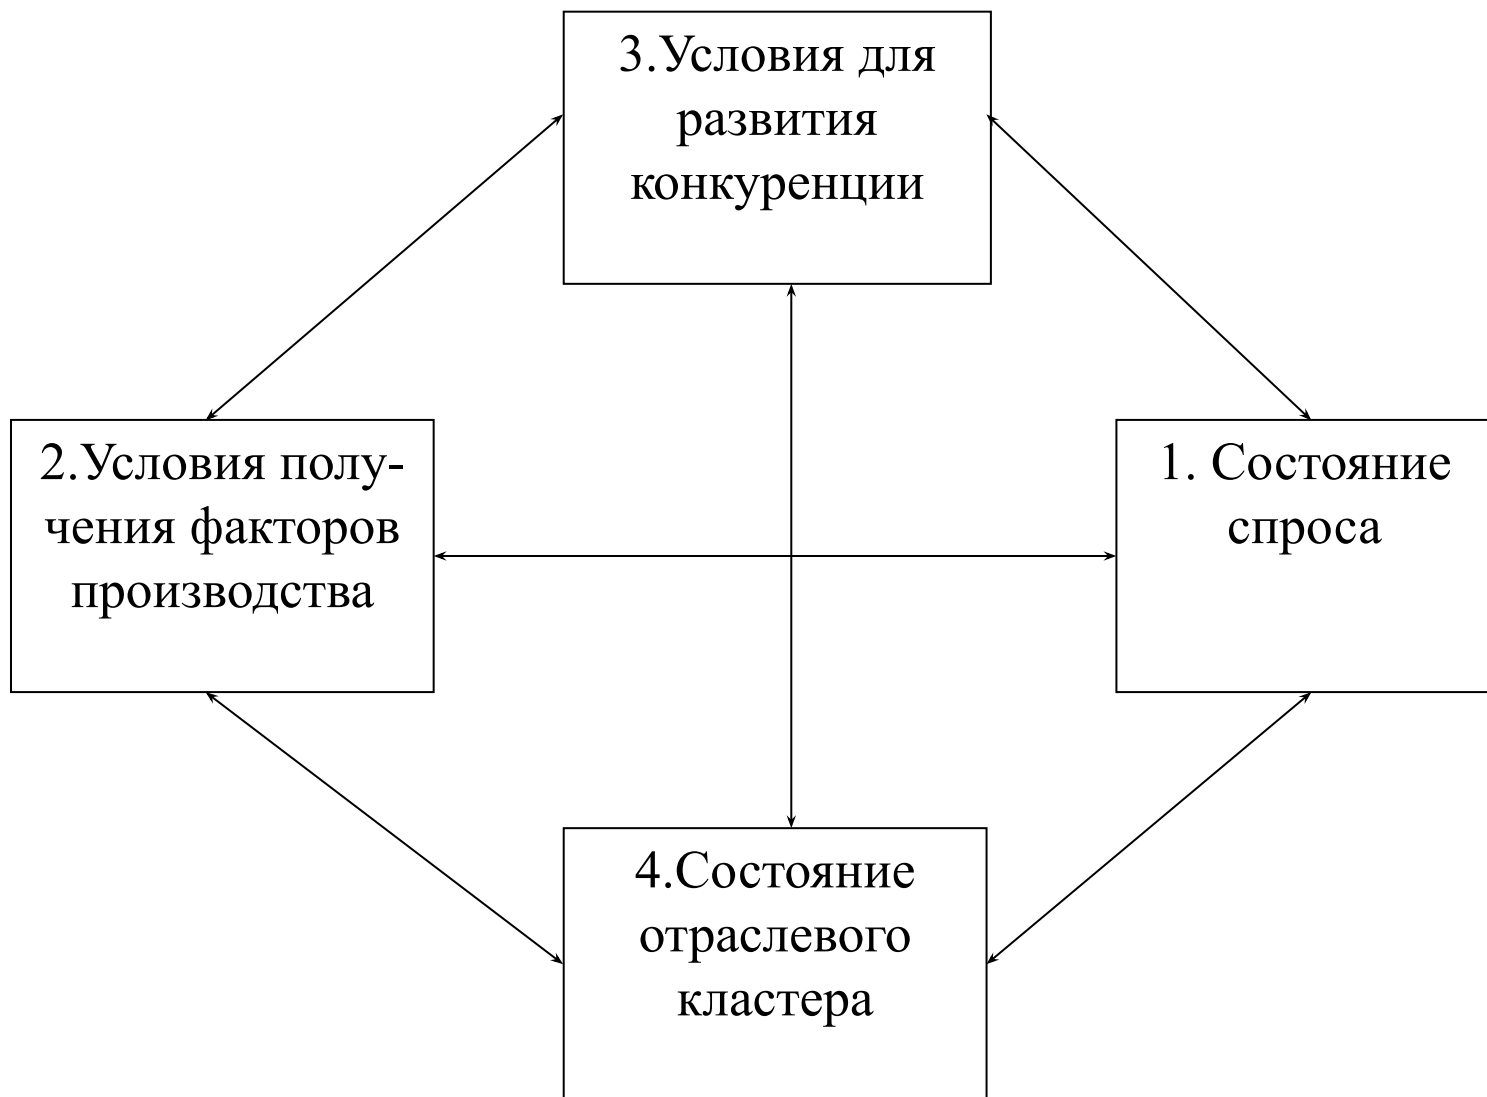 3.Условия для
развития
конкуренции
2.Условия полу-
чения факторов
производства
1. Состояние
спроса
4.Состояние
отраслевого
кластера